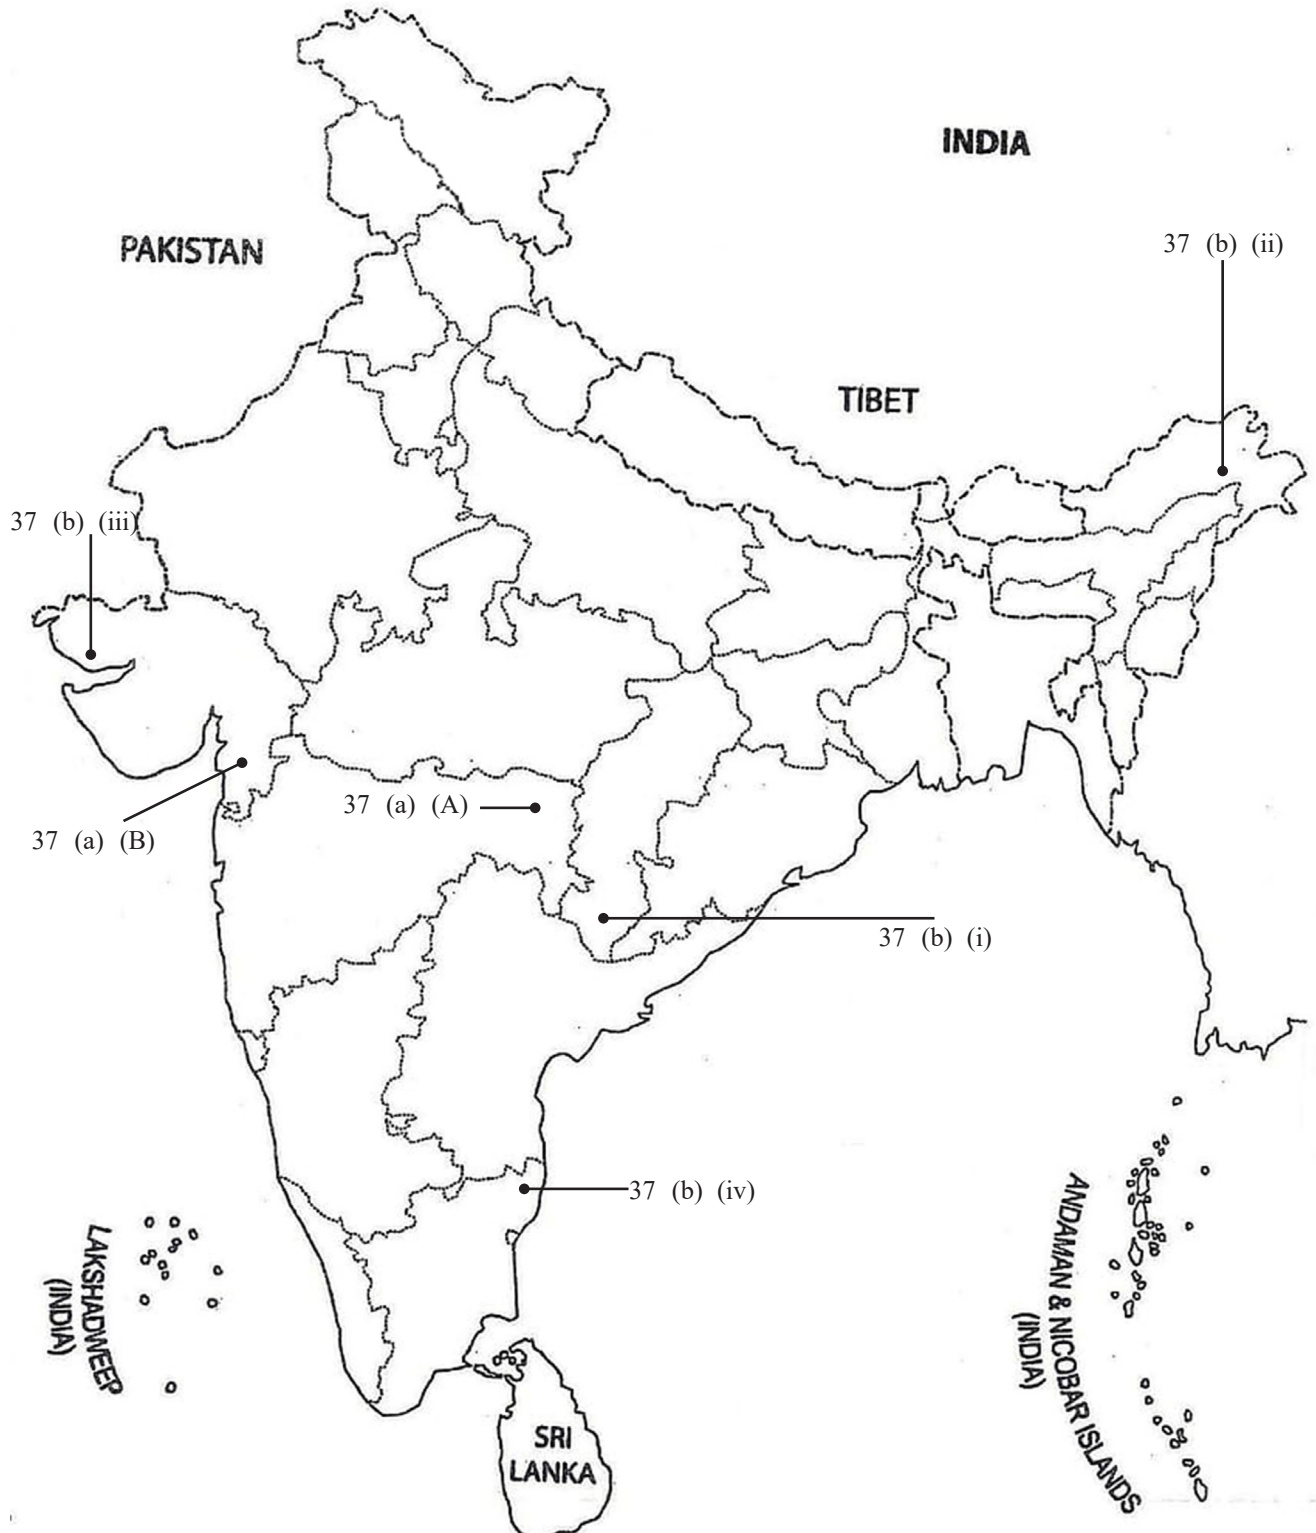 INDIA
PAKISTAN
37 (b) (ii)
TIBET
37 (b) (iii)
37 (a) (A)
37 (a) (B)
37 (b) (i)
37 (b) (iv)
LAKSHADWEEP
(INDIA)
ANDAMAN & NICOBAR ISLANDS
(INDIA)
SRI
LANKA